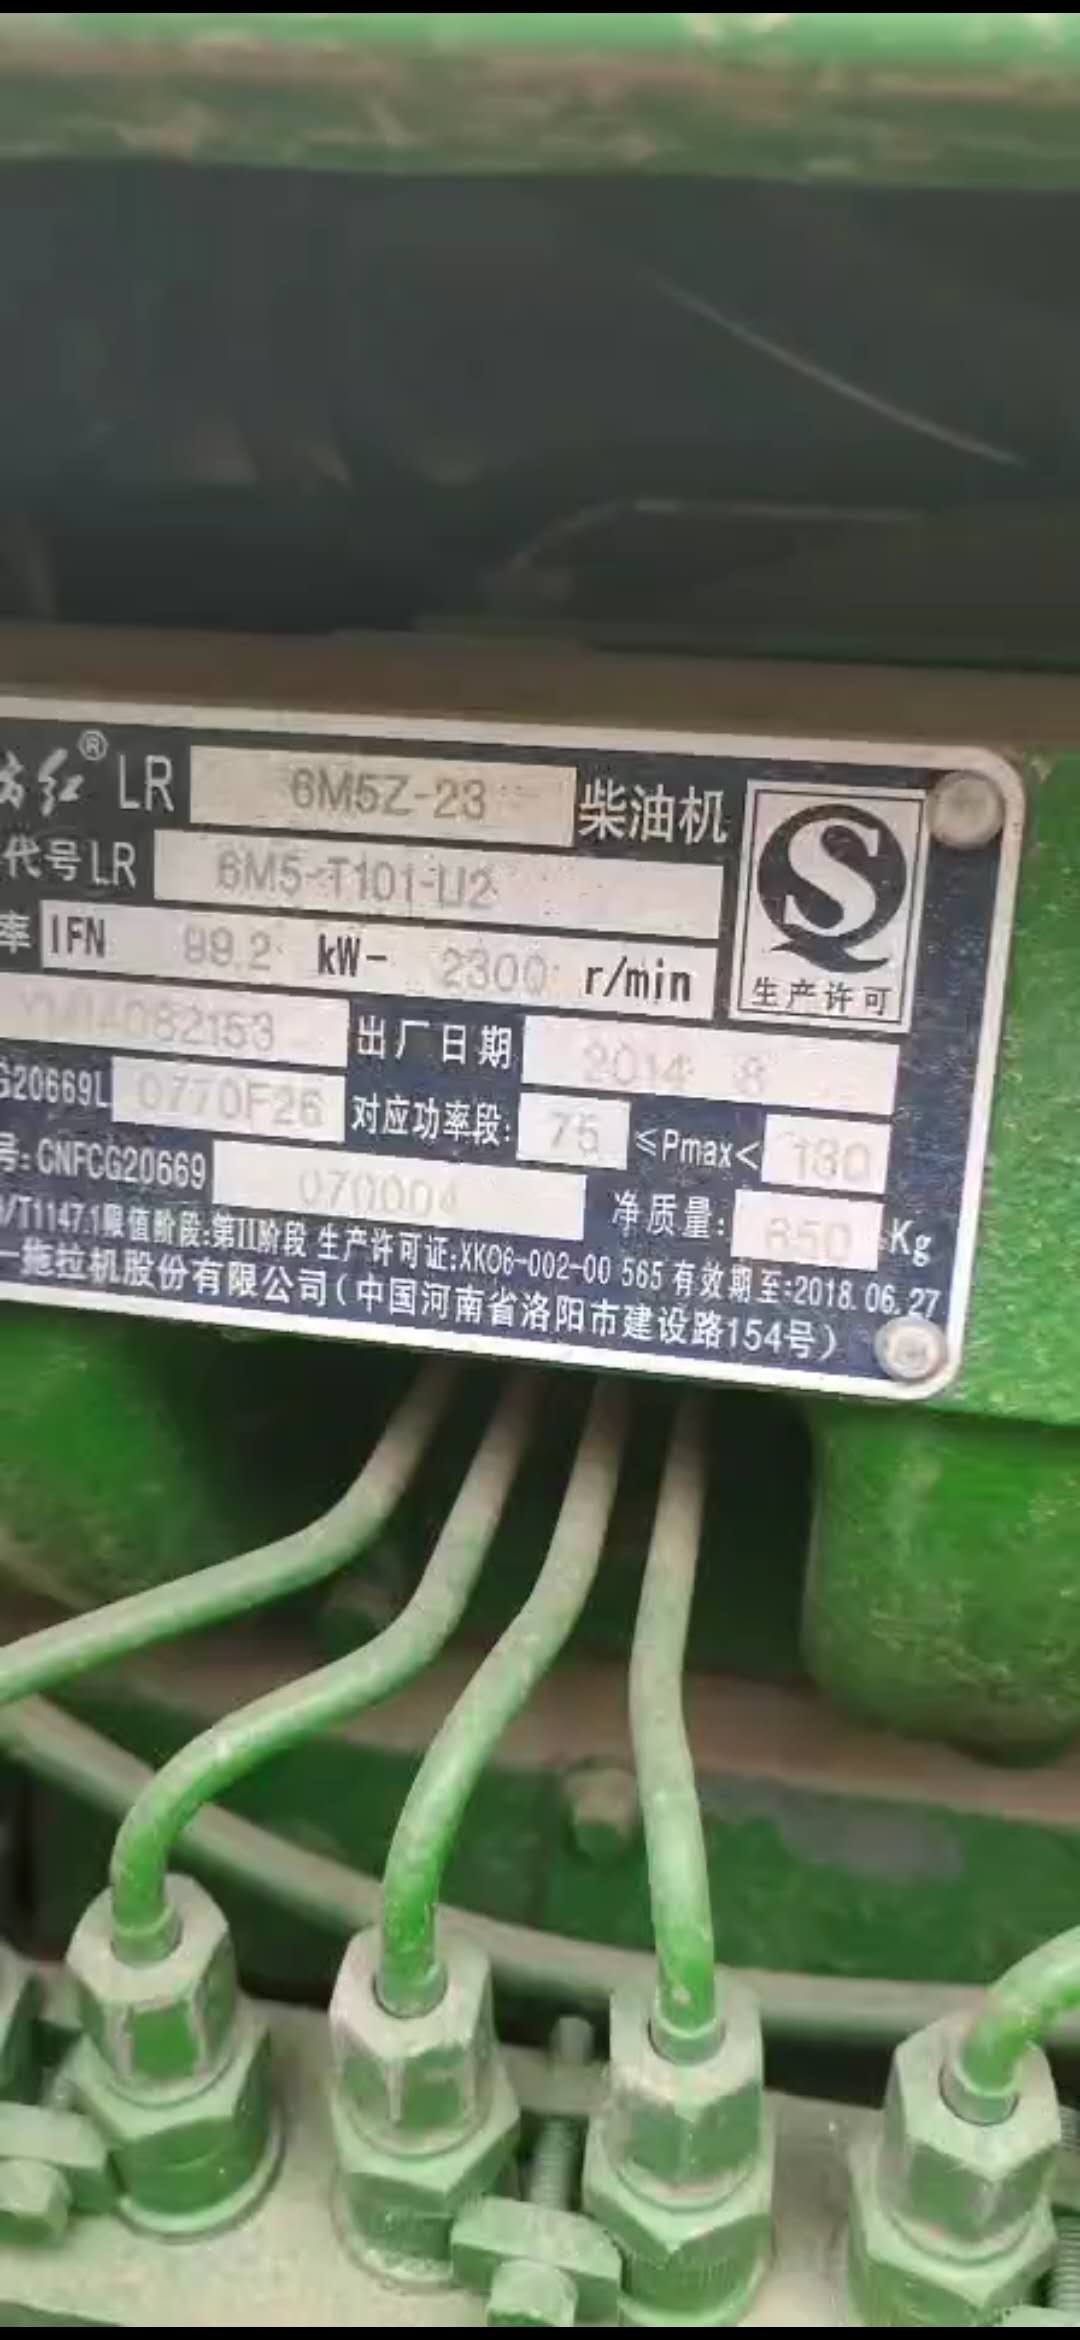 方红® LR 6M5Z-23 柴油机
代号LR 6M5-T101-U2
率 IFN 99.2 kW- 2300 r/min
生产许可
082153 出厂日期 2014 8
G20669L 0770F26 对应功率段: 75 ≤Pmax< 130
号: CNFCG20669 070004 净质量: 650 Kg
/T1147.1限值阶段:第II阶段 生产许可证:XK06-002-00 565 有效期至:2018.06.27
一拖拉机股份有限公司(中国河南省洛阳市建设路154号)